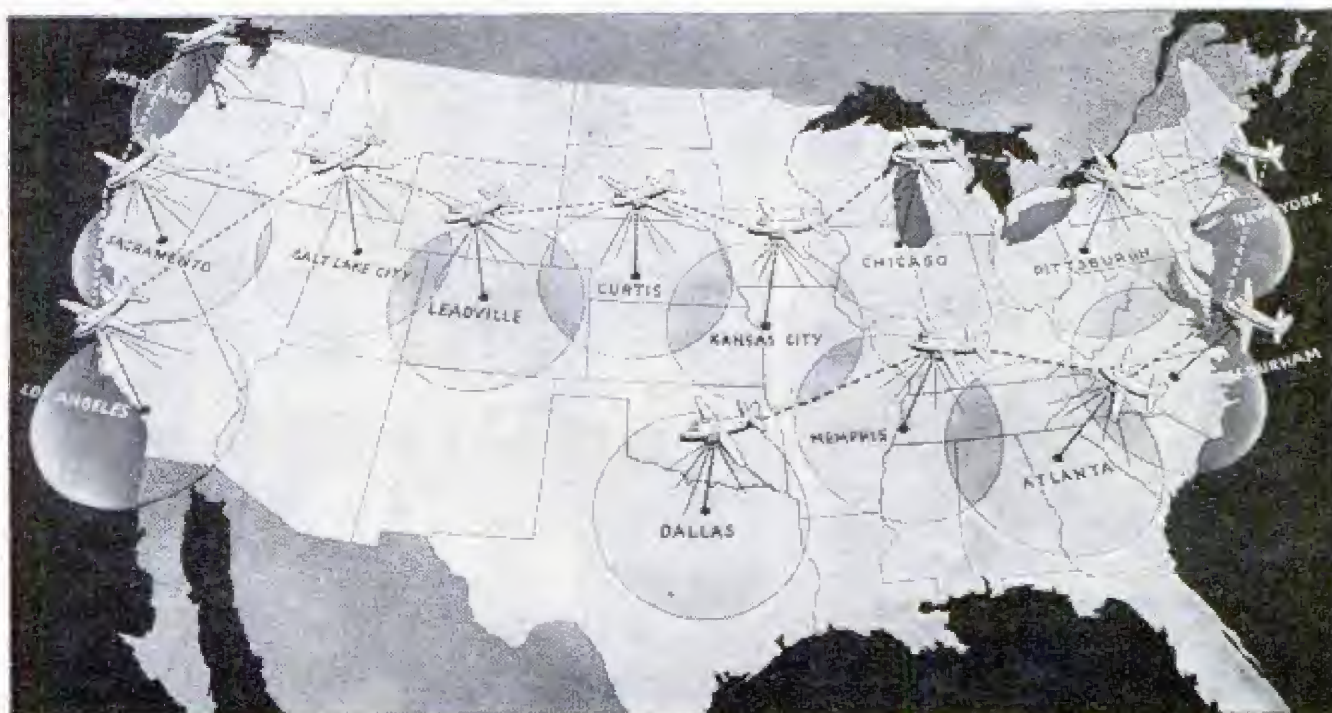 PORTLAND
NEW YORK
SACRAMENTO
SALT LAKE CITY
CHICAGO
PITTSBURGH
LEADVILLE
CURTIS
KANSAS CITY
DURHAM
LOS ANGELES
MEMPHIS
ATLANTA
DALLAS